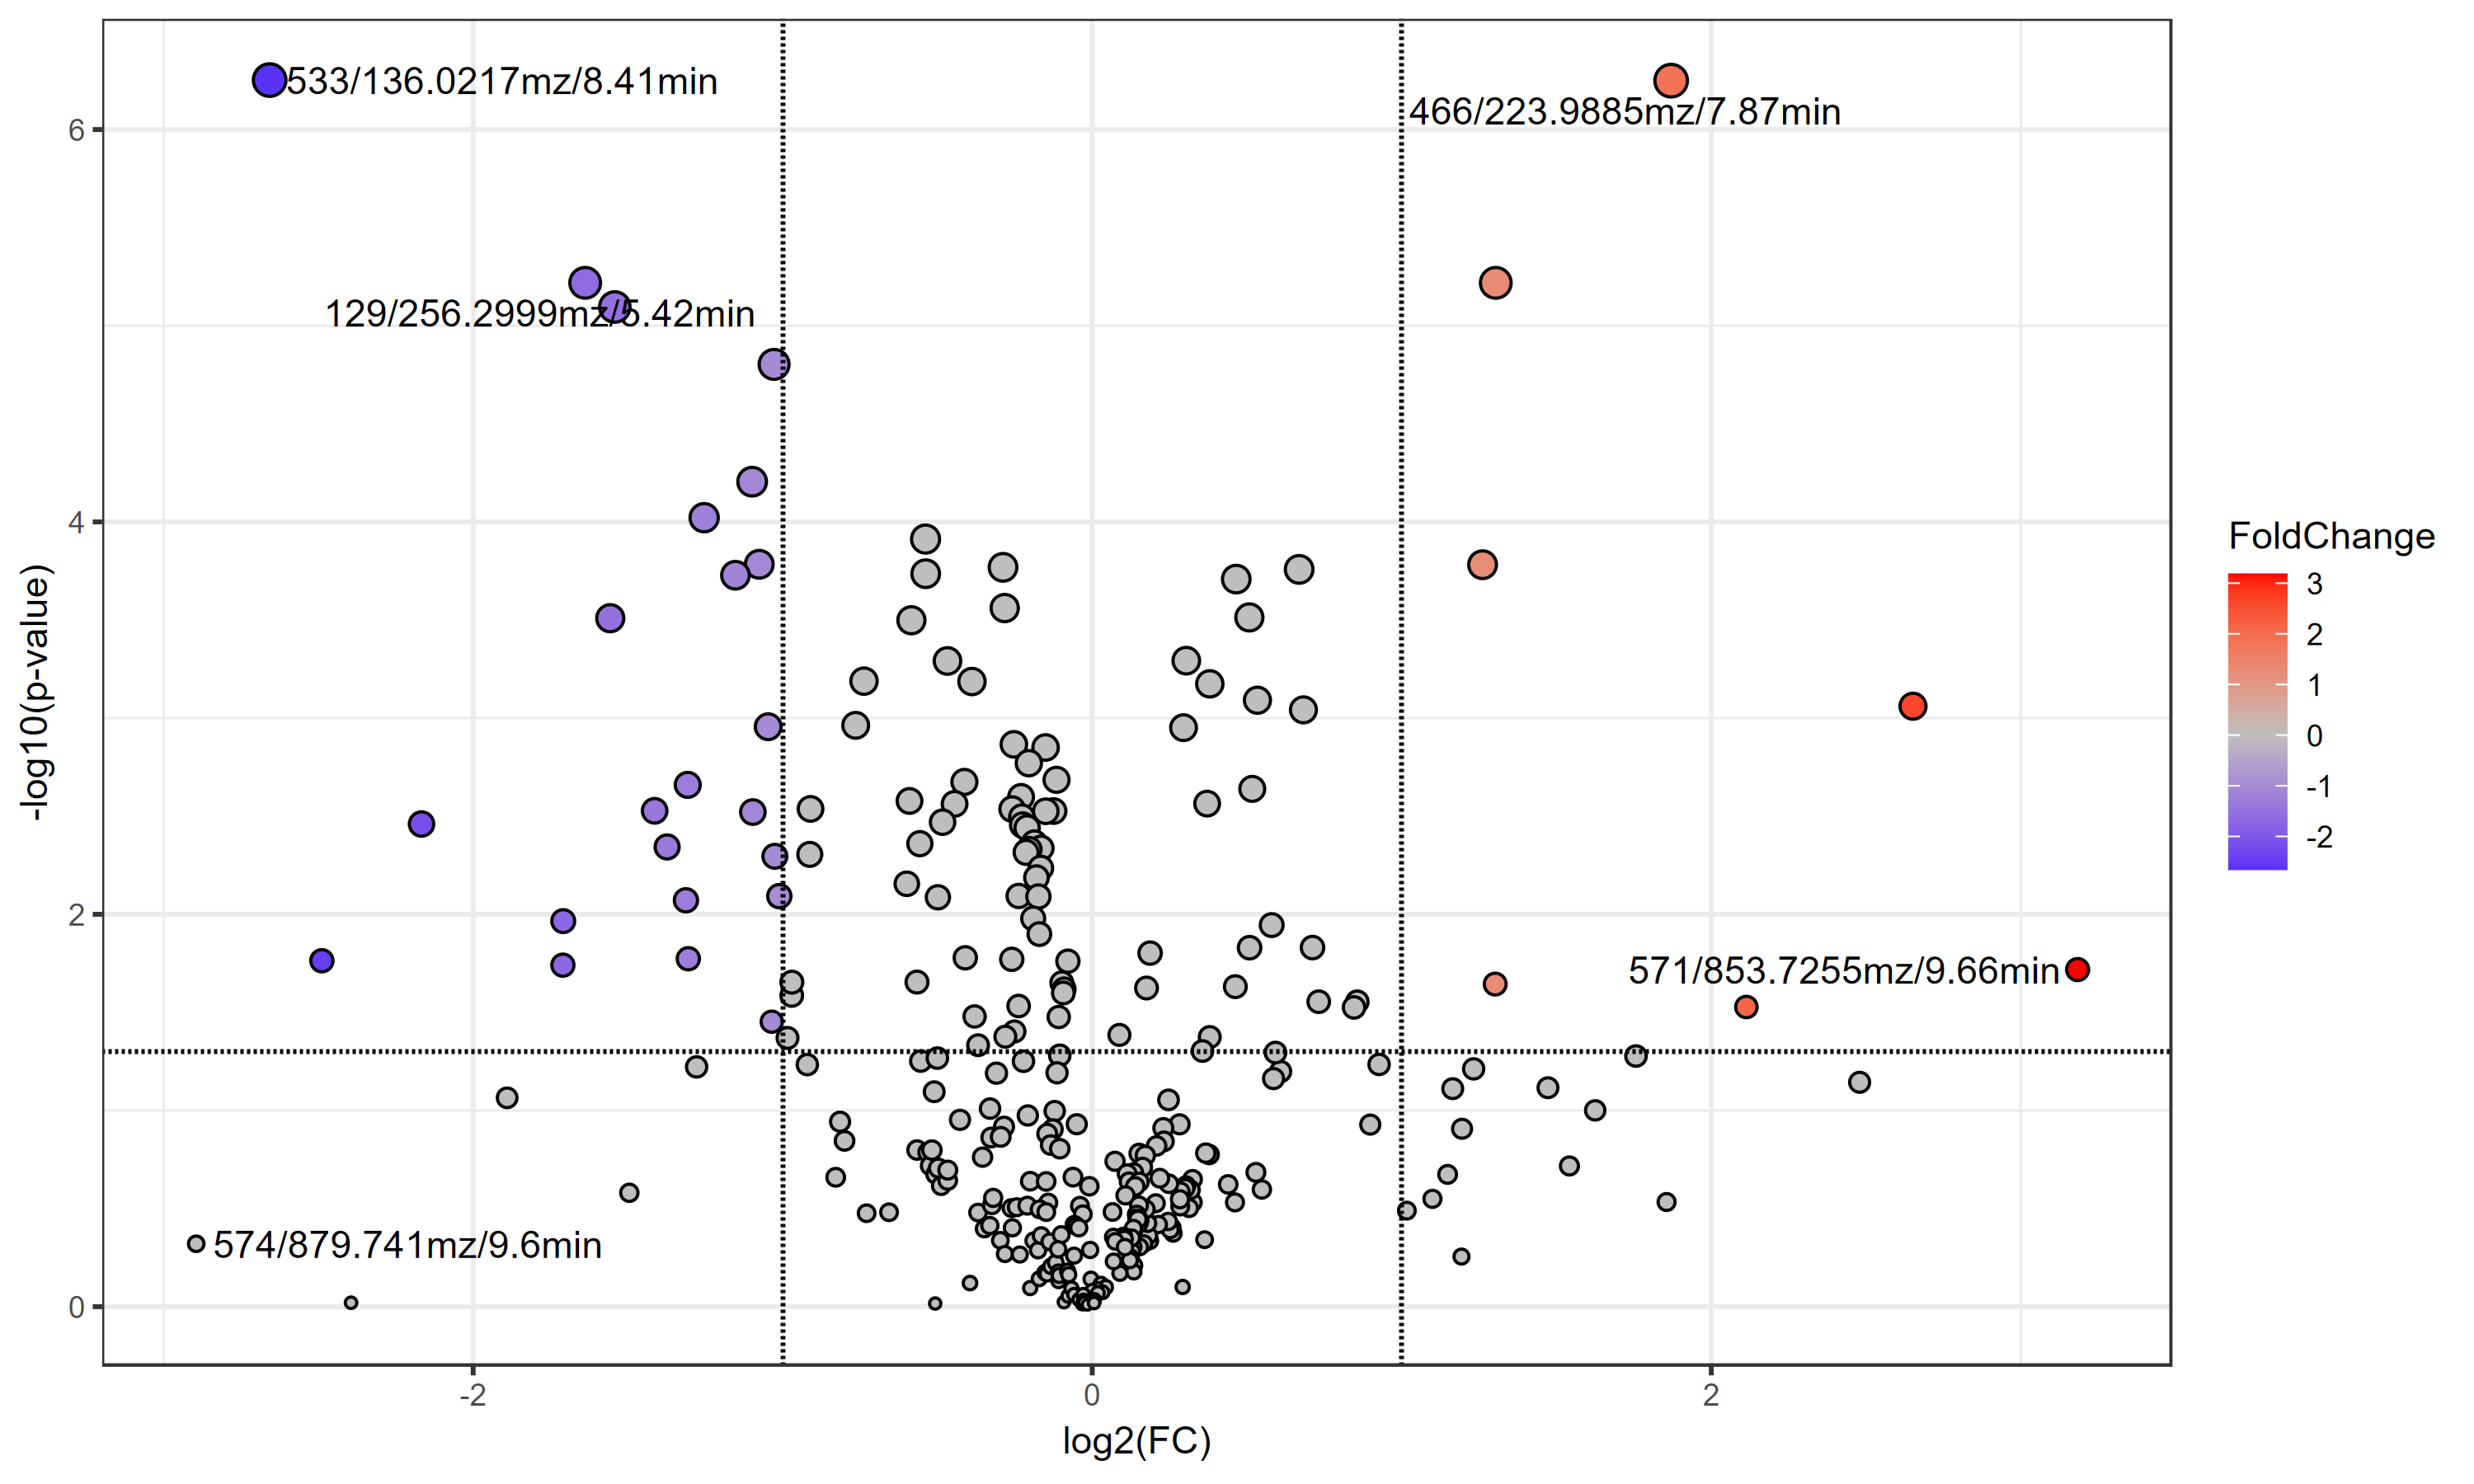 533/136.0217mz/8.41min
466/223.9885mz/7.87min
129/256.2999mz/5.42min
571/853.7255mz/9.66min
574/879.741mz/9.6min
-log10(p-value)
6
4
2
0
-2
0
2
log2(FC)
FoldChange
3
2
1
0
-1
-2